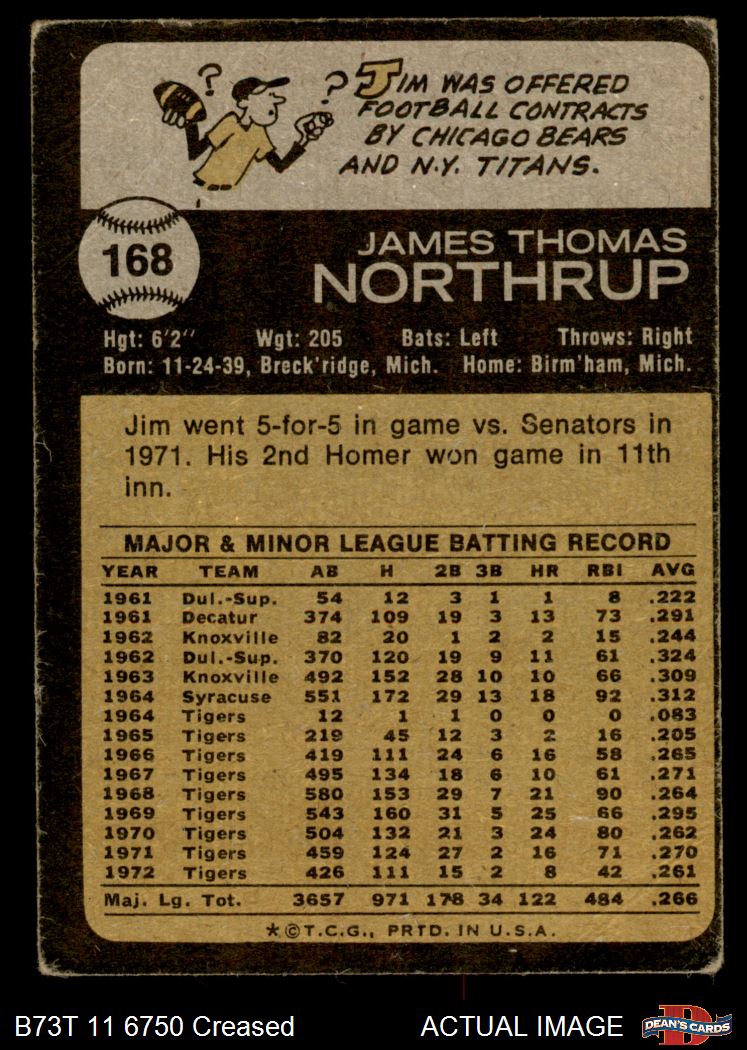 ? ? JIM WAS OFFERED
FOOTBALL CONTRACTS
BY CHICAGO BEARS
AND N.Y. TITANS.
168
JAMES THOMAS
NORTHRUP
Hgt: 6'2'' Wgt: 205 Bats: Left Throws: Right
Born: 11-24-39, Breck'ridge, Mich. Home: Birm'ham, Mich.
Jim went 5-for-5 in game vs. Senators in
1971. His 2nd Homer won game in 11th
inn.
MAJOR & MINOR LEAGUE BATTING RECORD
YEAR TEAM AB H 2B 3B HR RBI AVG
1961 Dul.-Sup. 54 12 3 1 1 8 .222
1961 Decatur 374 109 19 3 13 73 .291
1962 Knoxville 82 20 1 2 2 15 .244
1962 Dul.-Sup. 370 120 19 9 11 61 .324
1963 Knoxville 492 152 28 10 10 66 .309
1964 Syracuse 551 172 29 13 18 92 .312
1964 Tigers 12 1 1 0 0 0 .083
1965 Tigers 219 45 12 3 2 16 .205
1966 Tigers 419 111 24 6 16 58 .265
1967 Tigers 495 134 18 6 10 61 .271
1968 Tigers 580 153 29 7 21 90 .264
1969 Tigers 543 160 31 5 25 66 .295
1970 Tigers 504 132 21 3 24 80 .262
1971 Tigers 459 124 27 2 16 71 .270
1972 Tigers 426 111 15 2 8 42 .261
Maj. Lg. Tot. 3657 971 178 34 122 484 .266
*©T.C.G., PRTD. IN U.S.A.
B73T 11 6750 Creased ACTUAL IMAGE DEAN'S CARDS